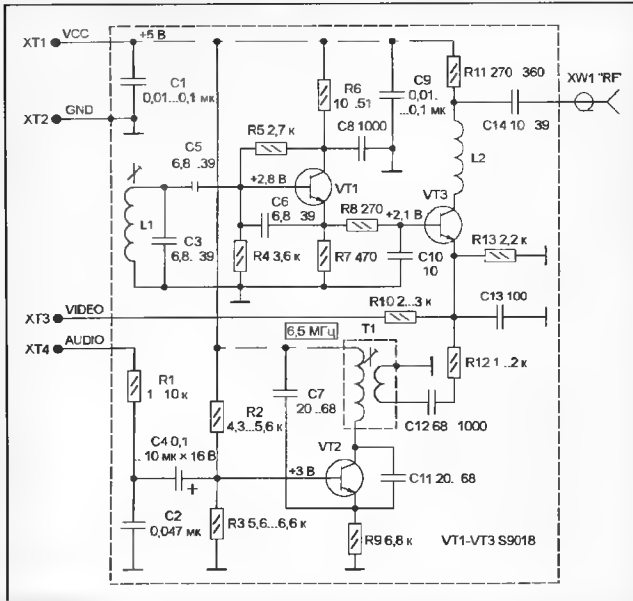 XT1 VCC +5 В
XT2 GND
C1
0,01...0,1 мк
C5
6,8 .39
L1
C3
6,8. 39
R5 2,7 к
+2,8 В
C6
6,8 39
R4 3,6 к
R6
10 .51
C8 1000
VT1
R8 270
R7 470
C9
0,01.
..0,1 мк
+2,1 В
C10
10
VT3
L2
R11 270 360
C14 10 39
XW1 "RF"
R13 2,2 к
XT3 VIDEO
R10 2...3 к
C13 100
XT4 AUDIO
R1
1 10 к
C4 0,1
.. 10 мк × 16 В
+
C2
0,047 мк
R2
4,3...5,6 к
+3 В
R3 5,6...6,6 к
6,5 МГц
T1
C7
20..68
VT2
C12 68 1000
R12 1 ..2 к
C11 20. 68
R9 6,8 к
VT1-VT3 S9018